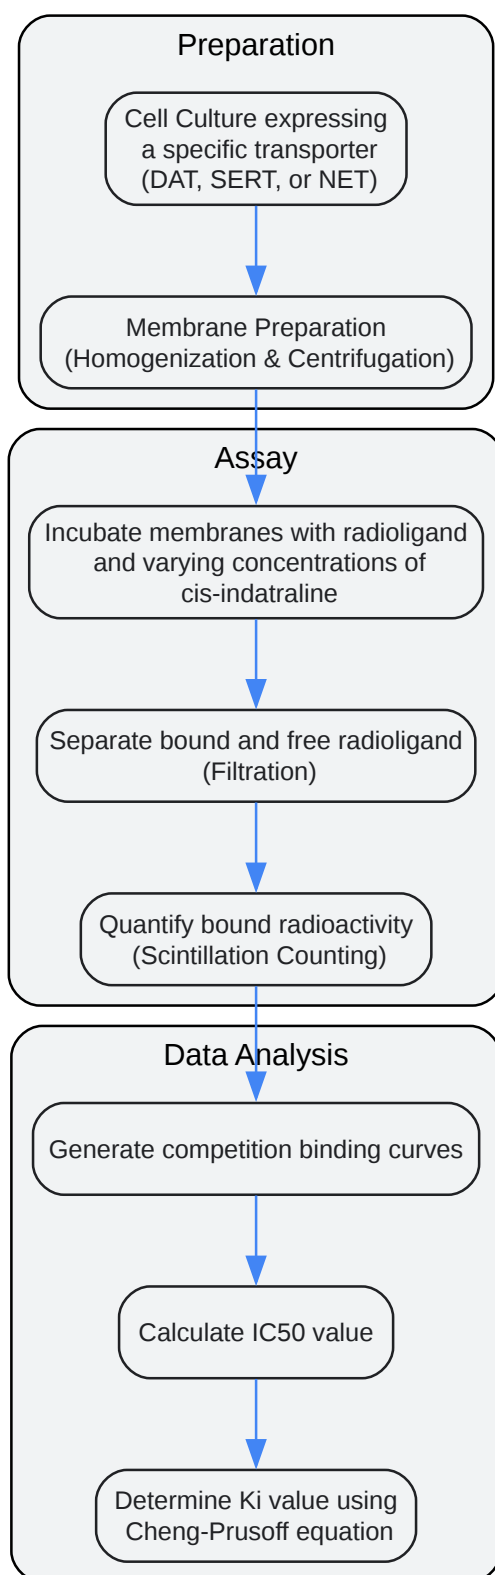 Preparation
Cell Culture expressing
a specific transporter
(DAT, SERT, or NET)
Membrane Preparation
(Homogenization & Centrifugation)
Assay
Incubate membranes with radioligand
and varying concentrations of
cis-indatraline
Separate bound and free radioligand
(Filtration)
Quantify bound radioactivity
(Scintillation Counting)
Data Analysis
Generate competition binding curves
Calculate IC50 value
Determine Ki value using
Cheng-Prusoff equation